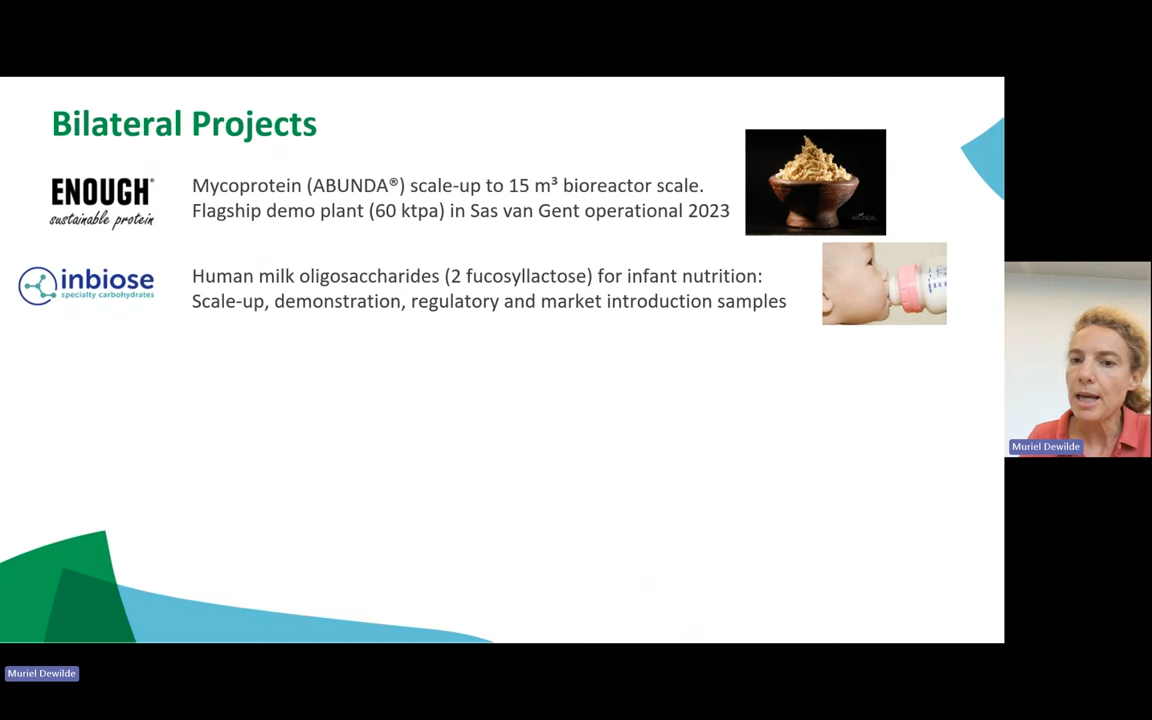 Bilateral Projects
ENOUGH®
sustainable protein
Mycoprotein (ABUNDA®) scale-up to 15 m³ bioreactor scale.
Flagship demo plant (60 ktpa) in Sas van Gent operational 2023
ABUNDA
inbiose
specialty carbohydrates
Human milk oligosaccharides (2 fucosyllactose) for infant nutrition:
Scale-up, demonstration, regulatory and market introduction samples
Muriel Dewilde
Muriel Dewilde